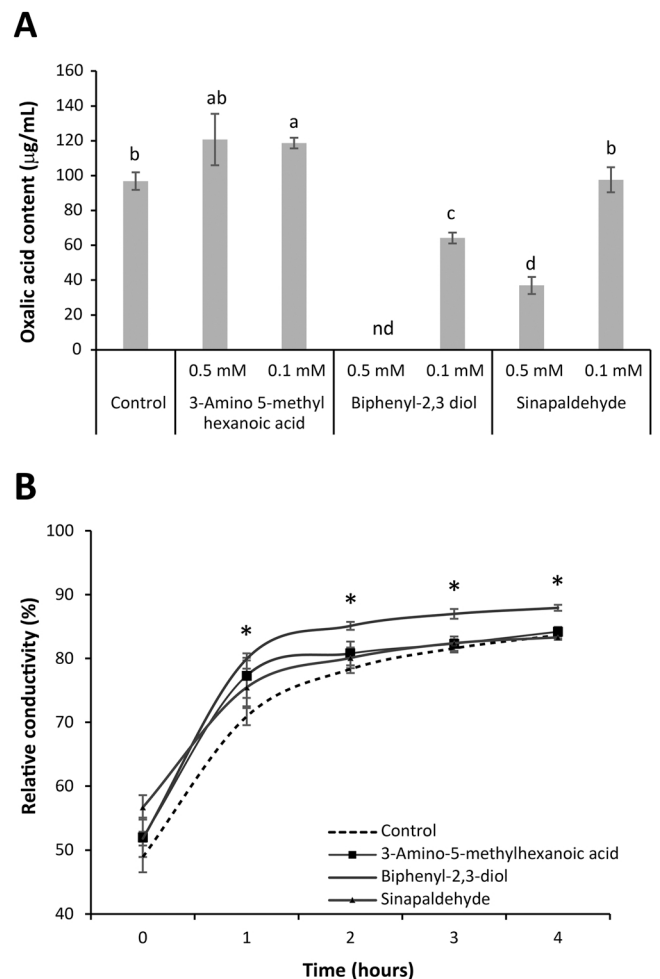 A
Oxalic acid content (µg/mL)
160
140
120
100
80
60
40
20
0
b
ab
a
nd
c
d
b
0.5 mM 0.1 mM 0.5 mM 0.1 mM 0.5 mM 0.1 mM
Control 3-Amino 5-methyl Biphenyl-2,3 diol Sinapaldehyde
hexanoic acid
B
Relative conductivity (%)
100
90
80
70
60
50
40
* * * *
Control
3-Amino-5-methylhexanoic acid
Biphenyl-2,3-diol
Sinapaldehyde
0 1 2 3 4
Time (hours)